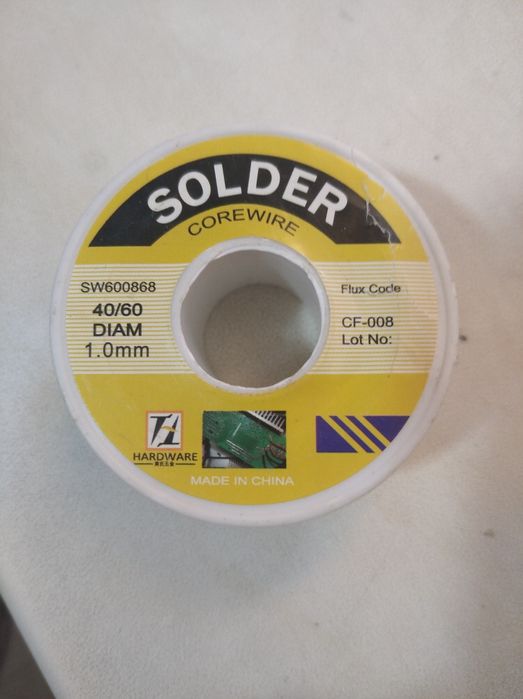 SOLDER
COREWIRE
SW600868
40/60
DIAM
1.0mm
Flux Code
CF-008
Lot No:
HARDWARE
MADE IN CHINA